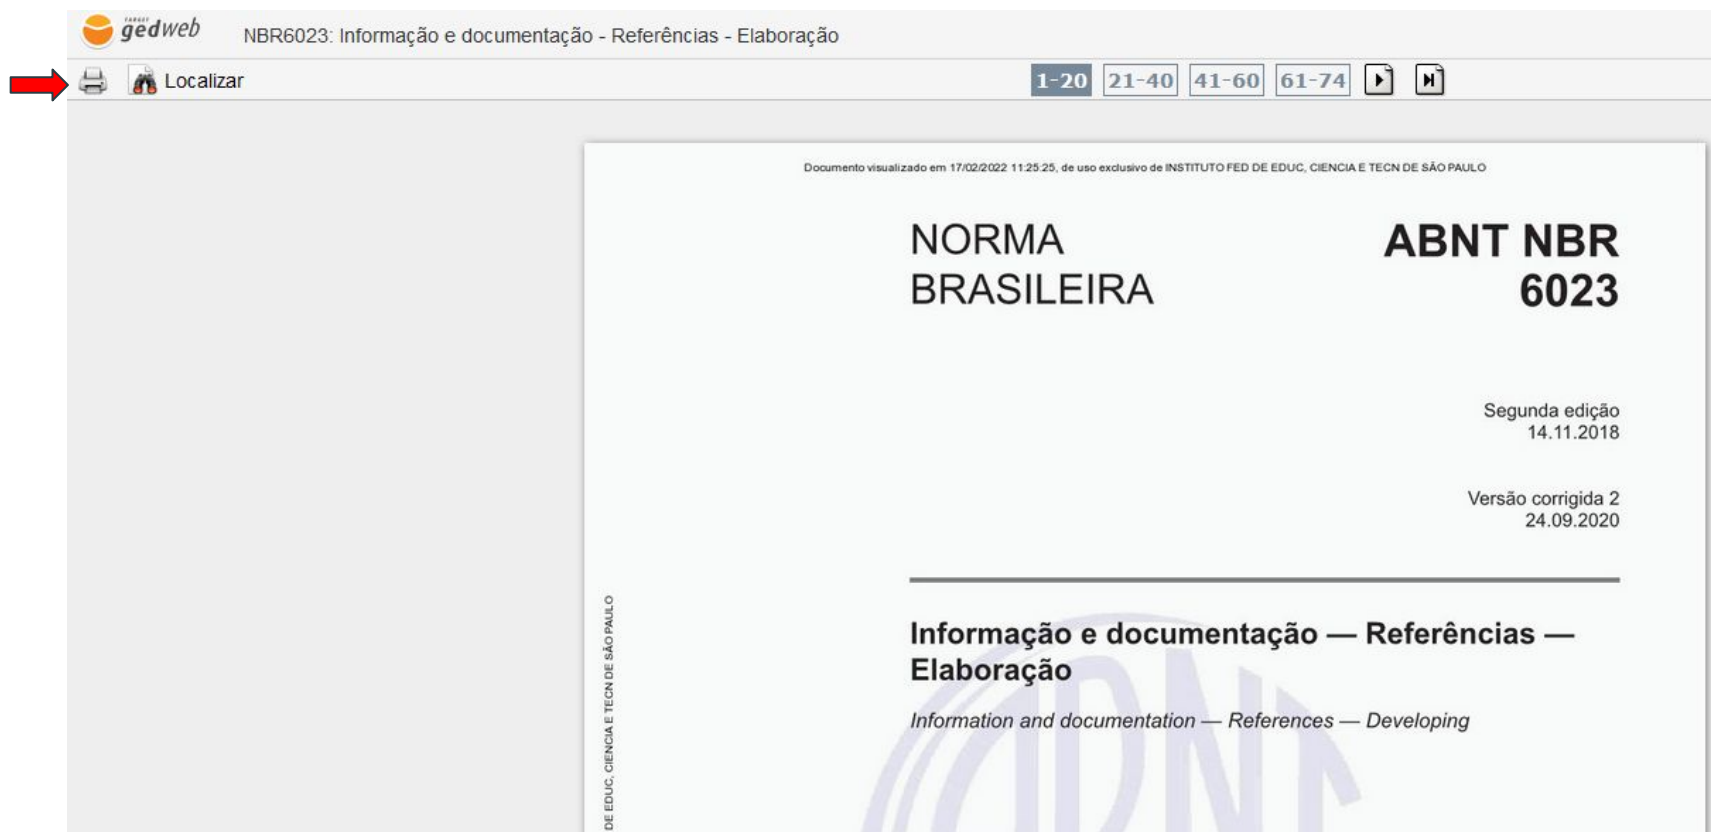 TARGET
gedweb
NBR6023: Informação e documentação - Referências - Elaboração
Localizar
1-20 21-40 41-60 61-74
Documento visualizado em 17/02/2022 11:25:25, de uso exclusivo de INSTITUTO FED DE EDUC, CIENCIA E TECN DE SÃO PAULO
NORMA
BRASILEIRA
ABNT NBR
6023
Segunda edição
14.11.2018
Versão corrigida 2
24.09.2020
Informação e documentação — Referências —
Elaboração
Information and documentation — References — Developing
DE EDUC, CIENCIA E TECN DE SÃO PAULO